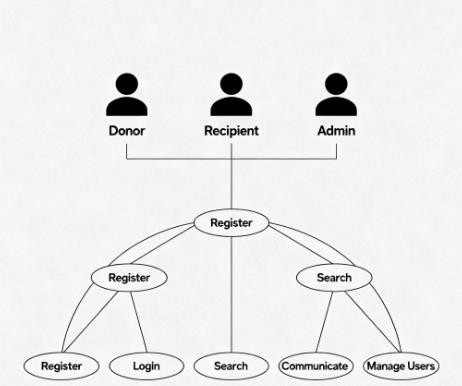 Donor Recipient Admin
Register
Register Search
Register Login Search Communicate Manage Users